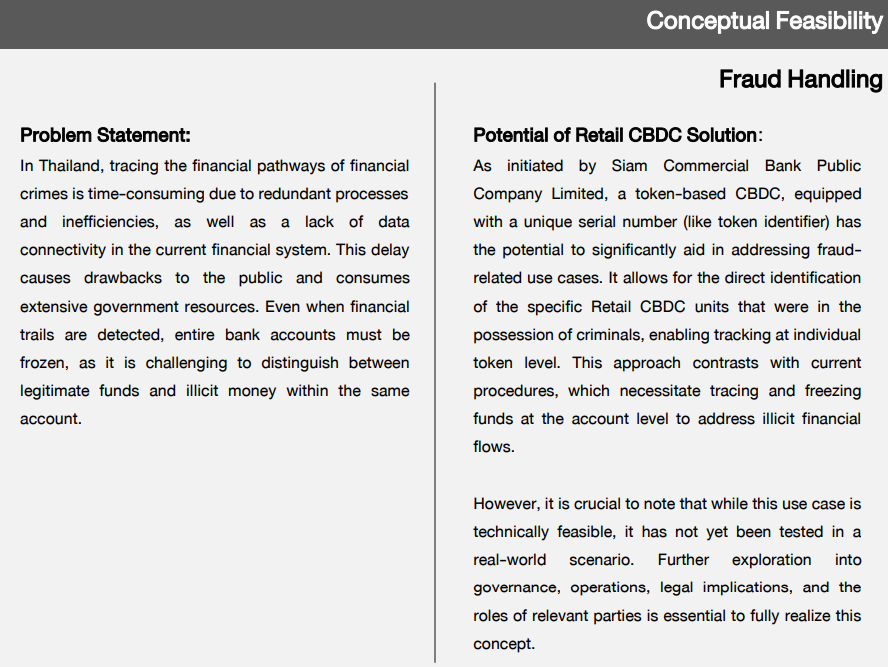 Conceptual Feasibility
Fraud Handling
Problem Statement:
In Thailand, tracing the financial pathways of financial
crimes is time-consuming due to redundant processes
and inefficiencies, as well as a lack of data
connectivity in the current financial system. This delay
causes drawbacks to the public and consumes
extensive government resources. Even when financial
trails are detected, entire bank accounts must be
frozen, as it is challenging to distinguish between
legitimate funds and illicit money within the same
account.
Potential of Retail CBDC Solution:
As initiated by Siam Commercial Bank Public
Company Limited, a token-based CBDC, equipped
with a unique serial number (like token identifier) has
the potential to significantly aid in addressing fraud-
related use cases. It allows for the direct identification
of the specific Retail CBDC units that were in the
possession of criminals, enabling tracking at individual
token level. This approach contrasts with current
procedures, which necessitate tracing and freezing
funds at the account level to address illicit financial
flows.
However, it is crucial to note that while this use case is
technically feasible, it has not yet been tested in a
real-world scenario. Further exploration into
governance, operations, legal implications, and the
roles of relevant parties is essential to fully realize this
concept.